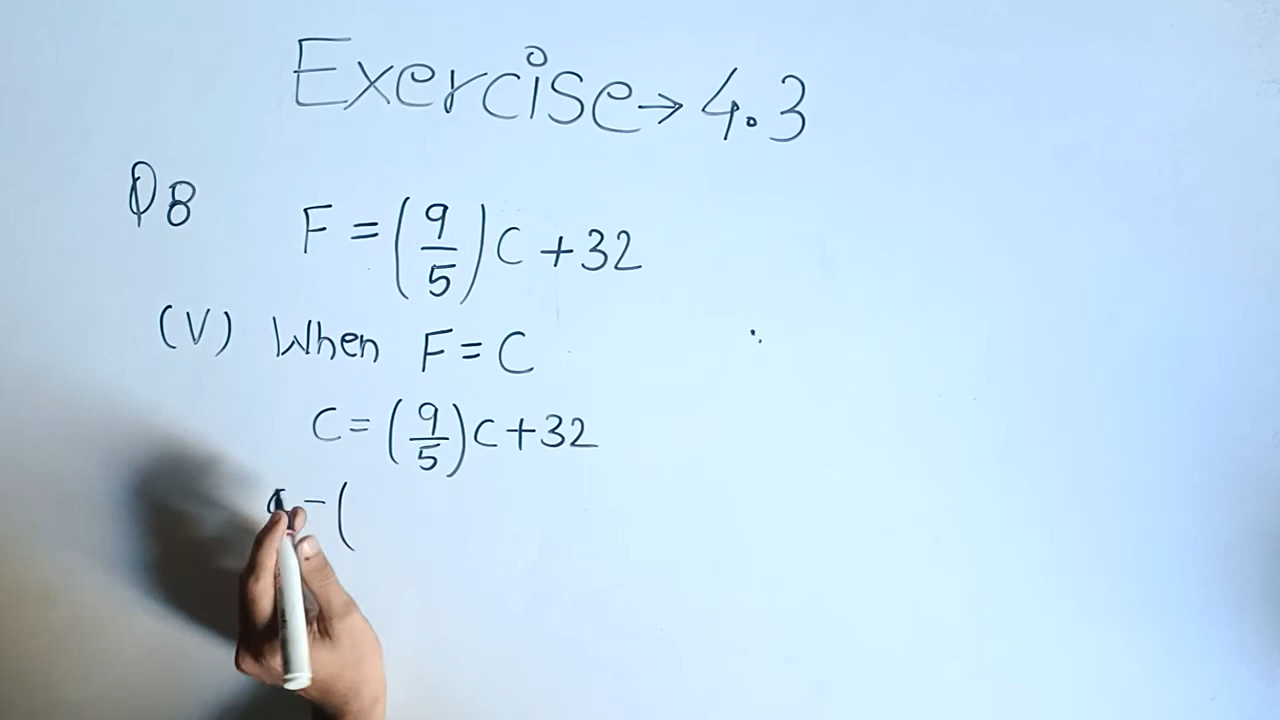 Exercise → 4.3
Q8 F = (9/5) C + 32
(V) When F = C
C = (9/5) C + 32
- (